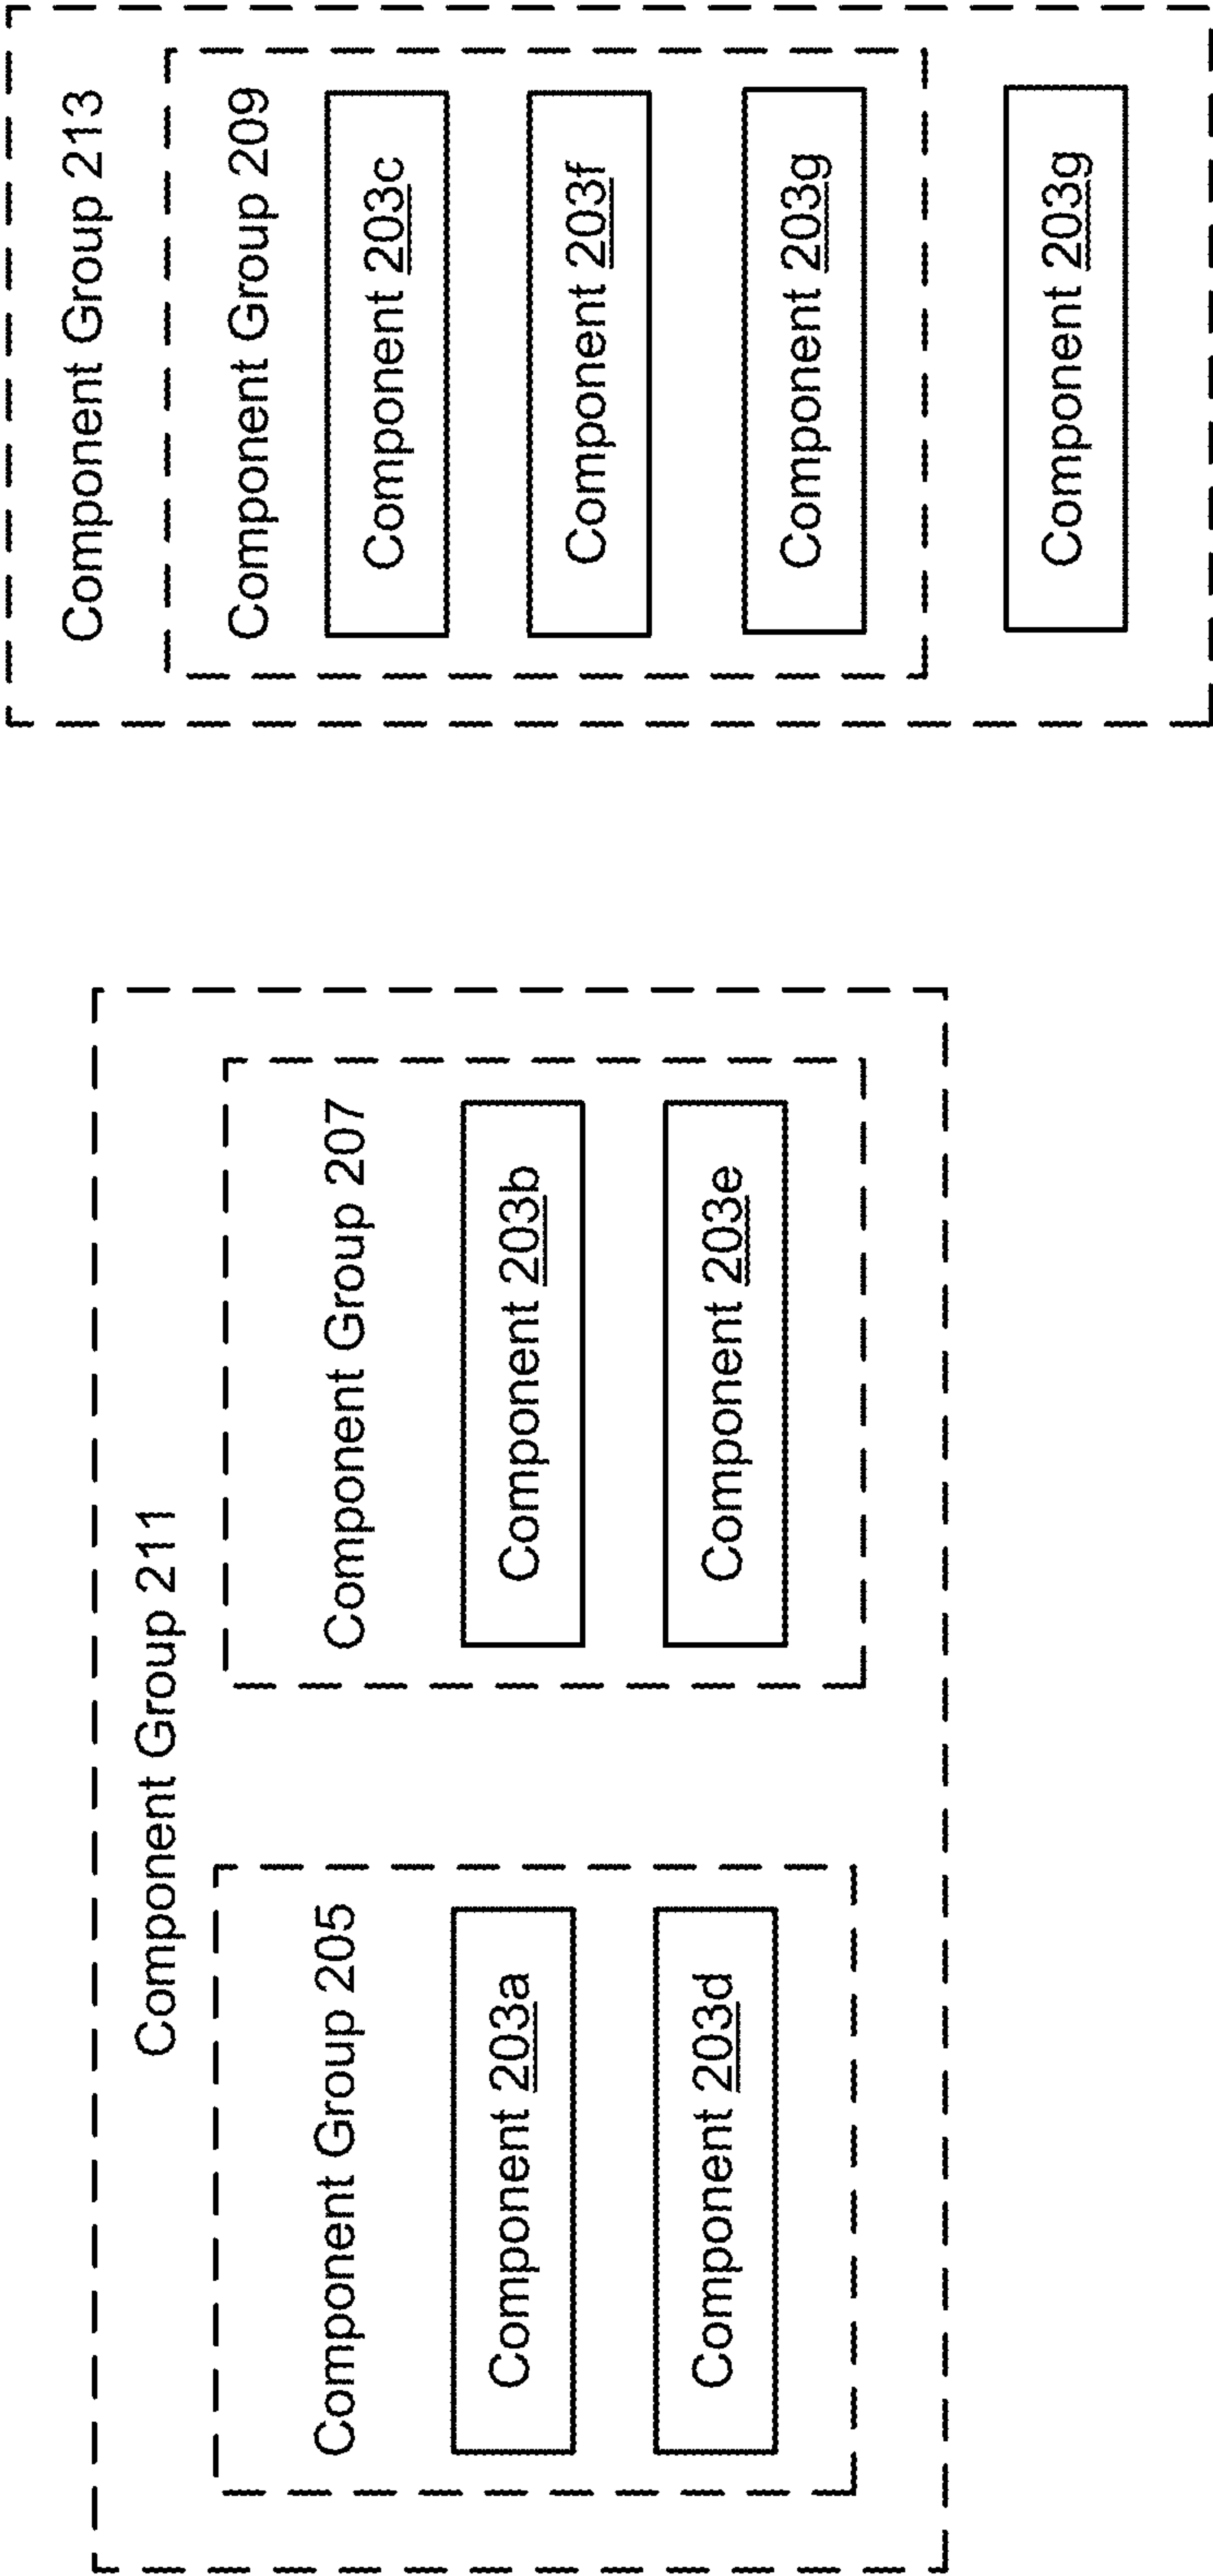 Component Group 211
Component Group 205
Component 203a
Component 203d
Component Group 207
Component 203b
Component 203e
Component Group 213
Component Group 209
Component 203c
Component 203f
Component 203g
Component 203g